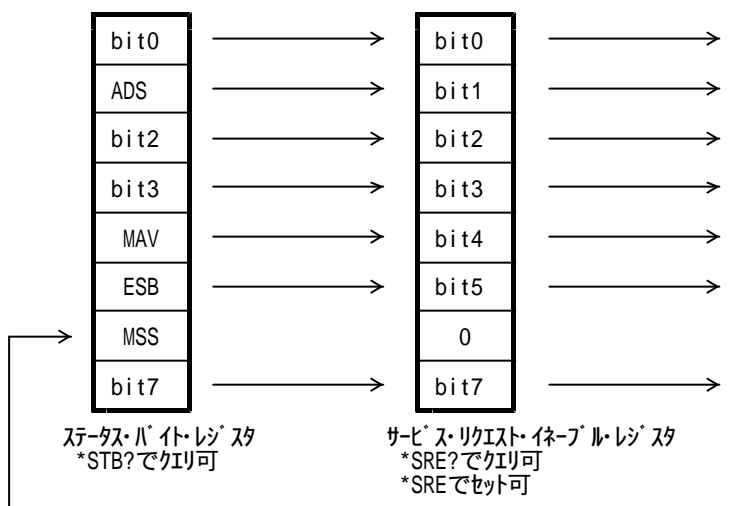 bit0 bit0
ADS bit1
bit2 bit2
bit3 bit3
MAV bit4
ESB bit5
MSS 0
bit7 bit7
ステータス・バイト・レジスタ サービス・リクエスト・イネーブル・レジスタ
*STB?でクエリ可 *SRE?でクエリ可
*SREでセット可